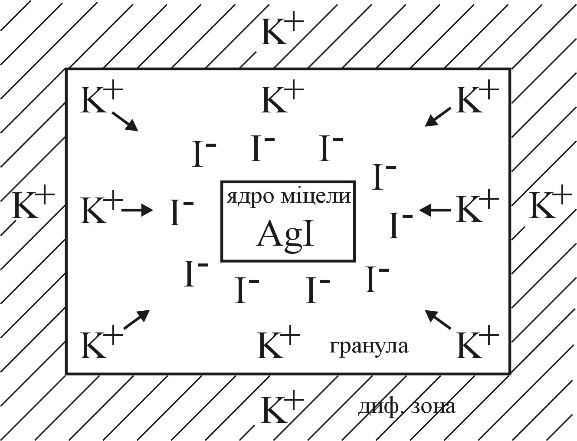 K⁺
K⁺ K⁺ K⁺
I⁻ I⁻ I⁻
I⁻
K⁺ K⁺ I⁻ ядро міцели I⁻ K⁺ K⁺
AgI
I⁻ I⁻ I⁻ I⁻
K⁺ K⁺ гранула K⁺
K⁺ диф. зона